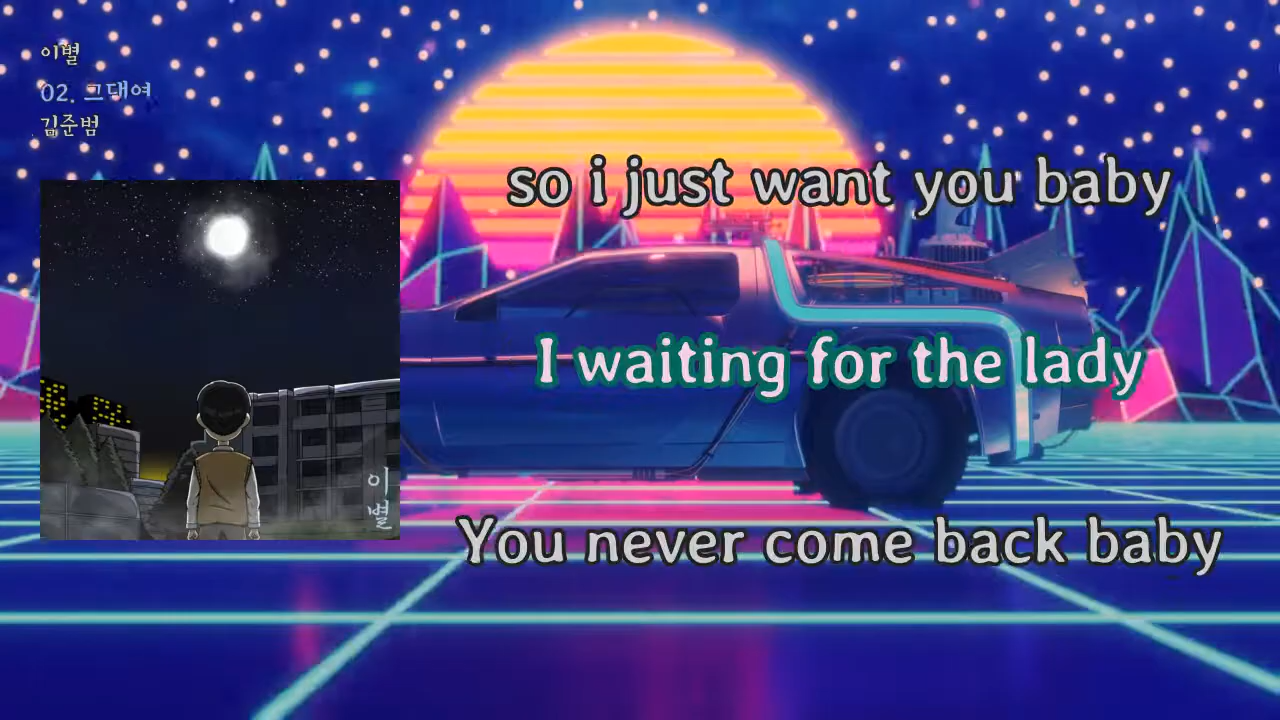 이별
02. 그대여
김준범
이별
so i just want you baby
I waiting for the lady
You never come back baby